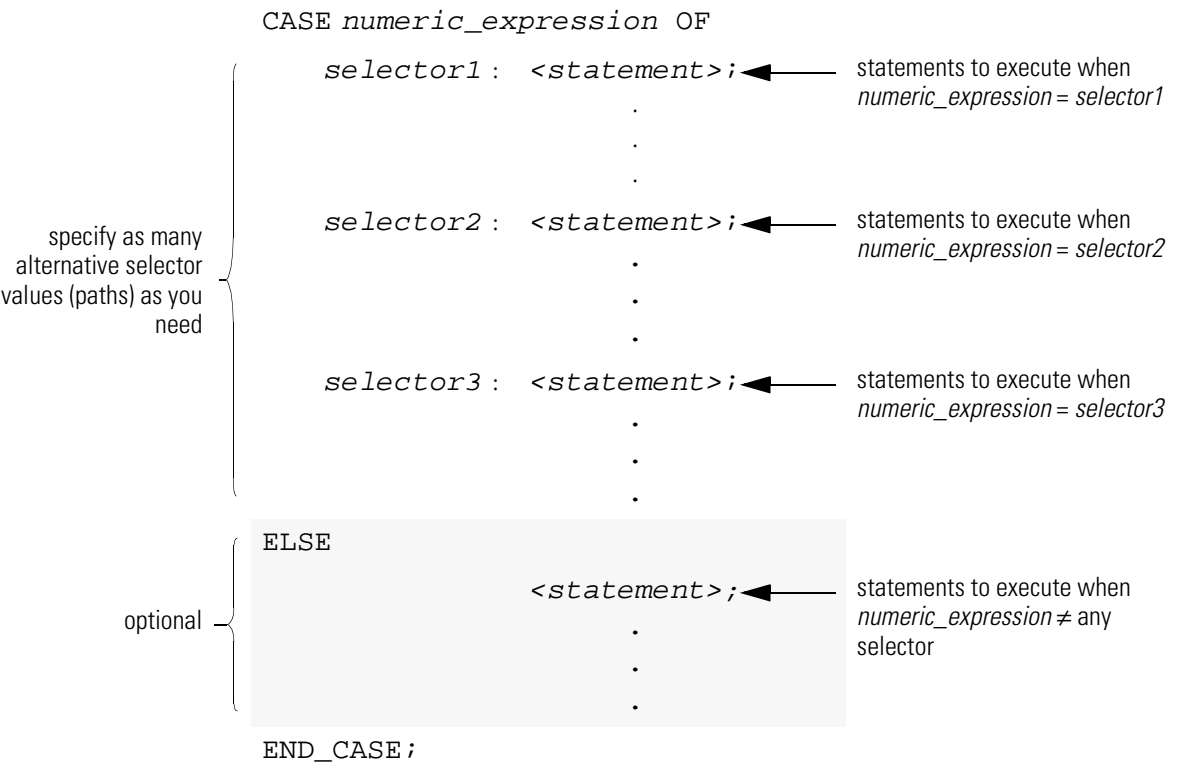 CASE numeric_expression OF
selector1: <statement>;
statements to execute when
numeric_expression = selector1
.
.
.
specify as many
alternative selector
values (paths) as you
need
selector2: <statement>;
statements to execute when
numeric_expression = selector2
.
.
.
selector3: <statement>;
statements to execute when
numeric_expression = selector3
.
.
.
ELSE
optional
<statement>;
statements to execute when
numeric_expression ≠ any
selector
.
.
.
END_CASE;